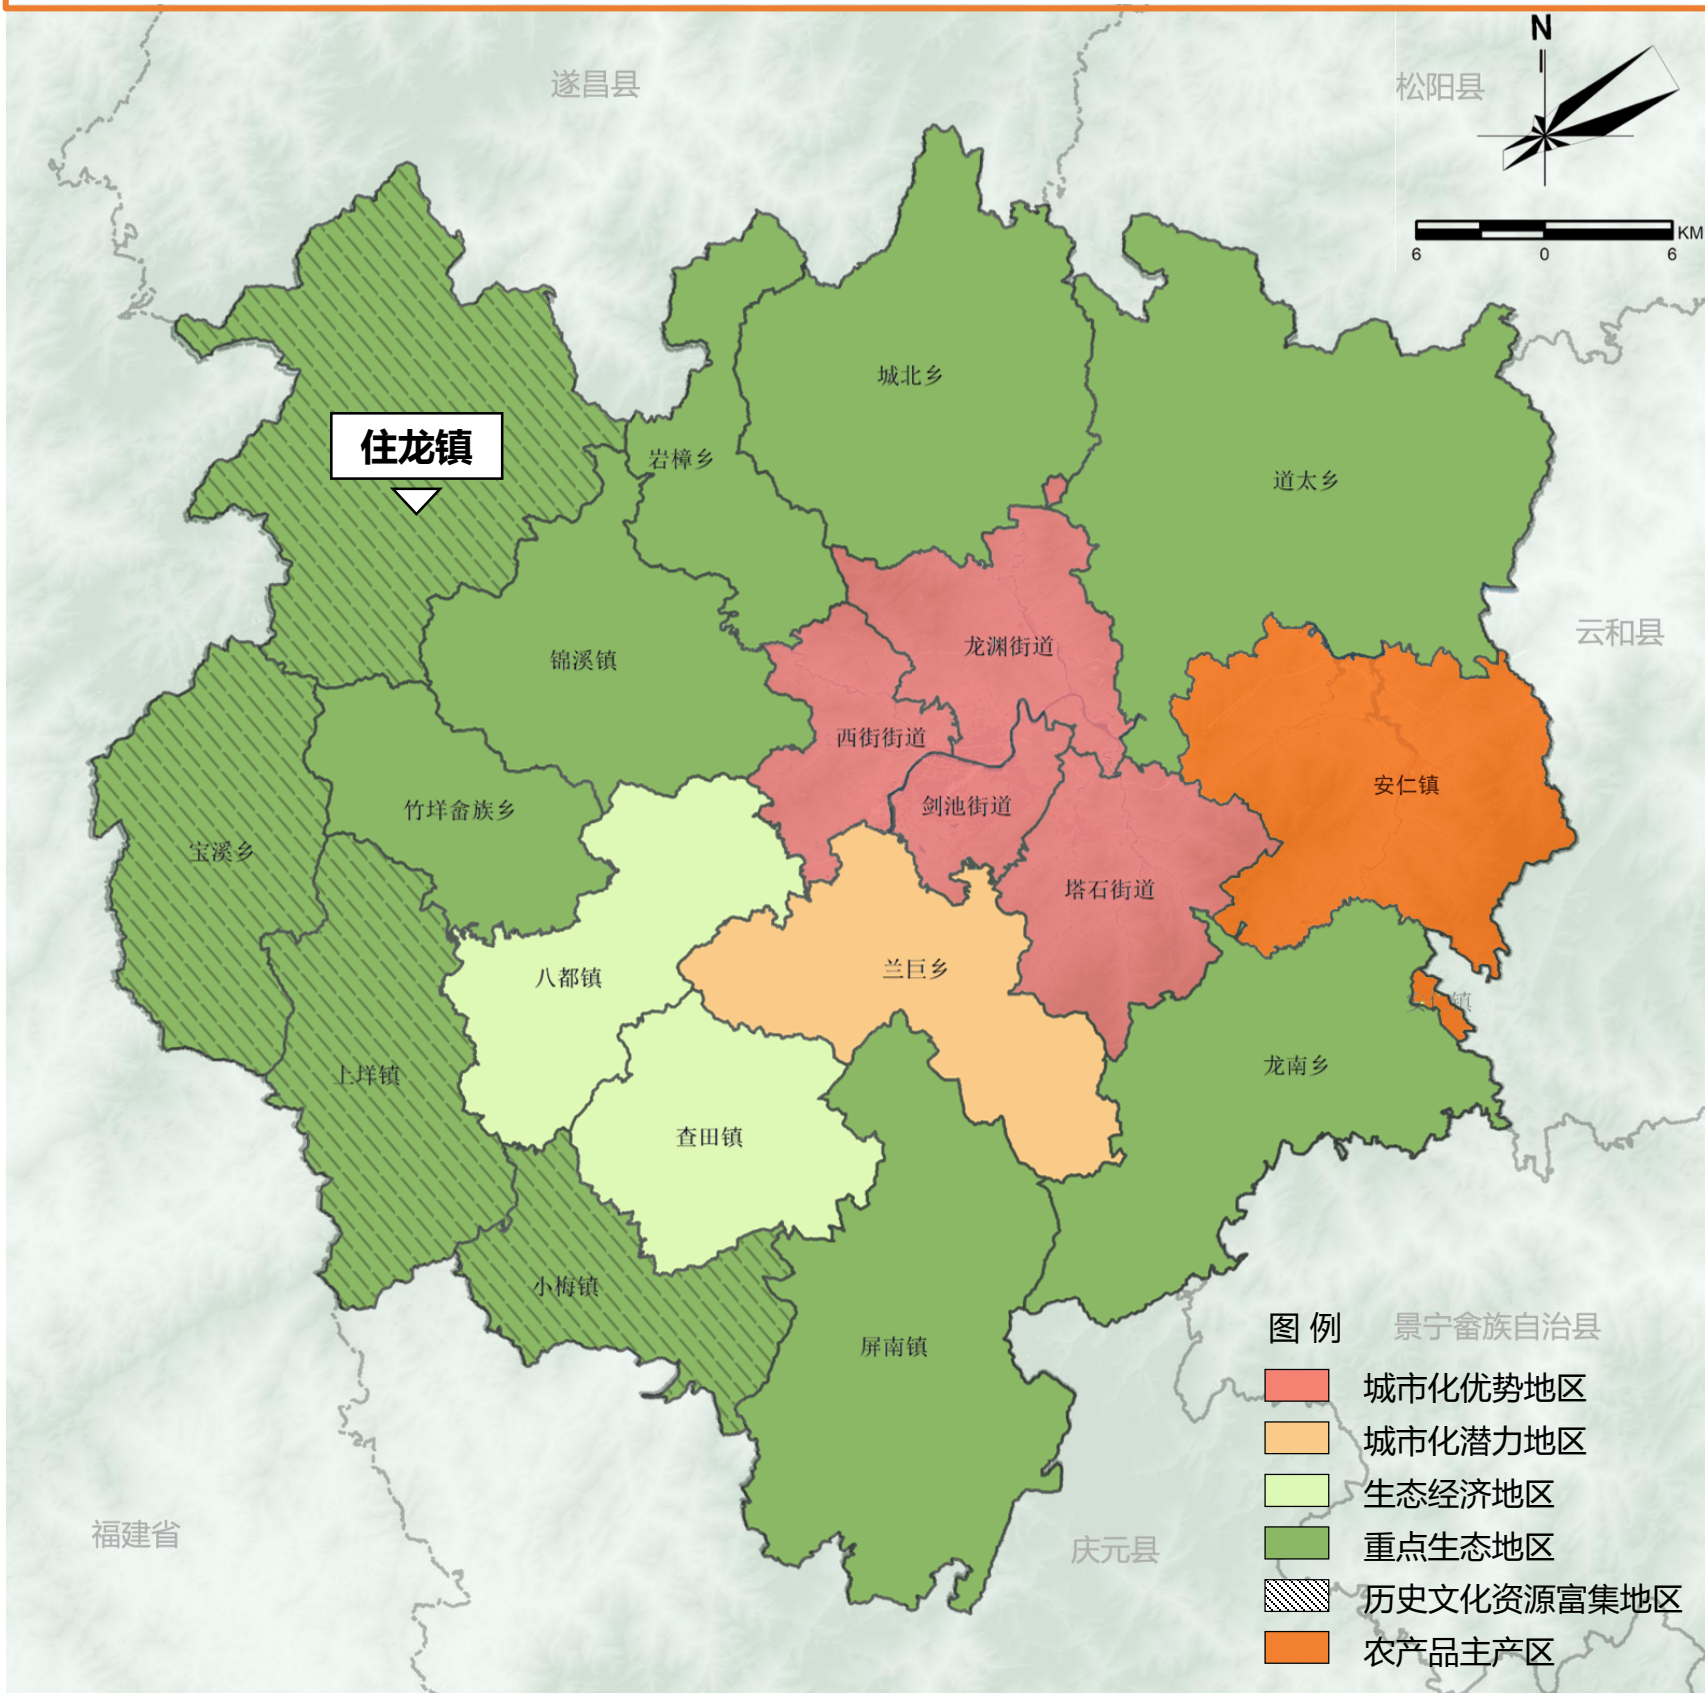 N
遂昌县
松阳县
KM
6 0 6
城北乡
住龙镇
岩樟乡
道太乡
云和县
龙渊街道
锦溪镇
西街街道
安仁镇
剑池街道
竹垟畲族乡
宝溪乡
塔石街道
兰巨乡
八都镇
龙南乡
上垟镇
查田镇
小梅镇
屏南镇
图 例
景宁畲族自治县
城市化优势地区
城市化潜力地区
生态经济地区
福建省
庆元县
重点生态地区
历史文化资源富集地区
农产品主产区